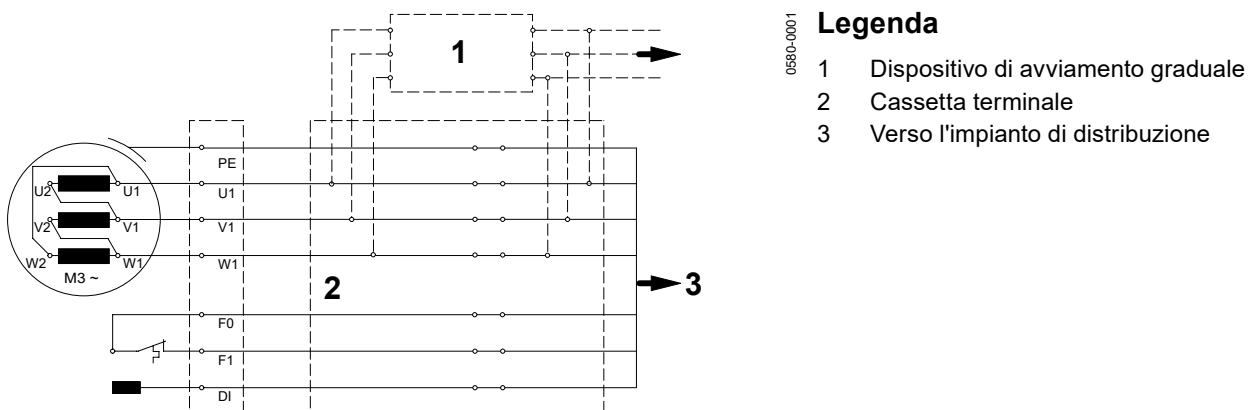 1
0580-0001
Legenda
1 Dispositivo di avviamento graduale
2 Cassetta terminale
3 Verso l'impianto di distribuzione
PE
U2 U1 U1
V2 V1 V1
W2 W1 W1
M3 ~
2
3
F0
F1
DI